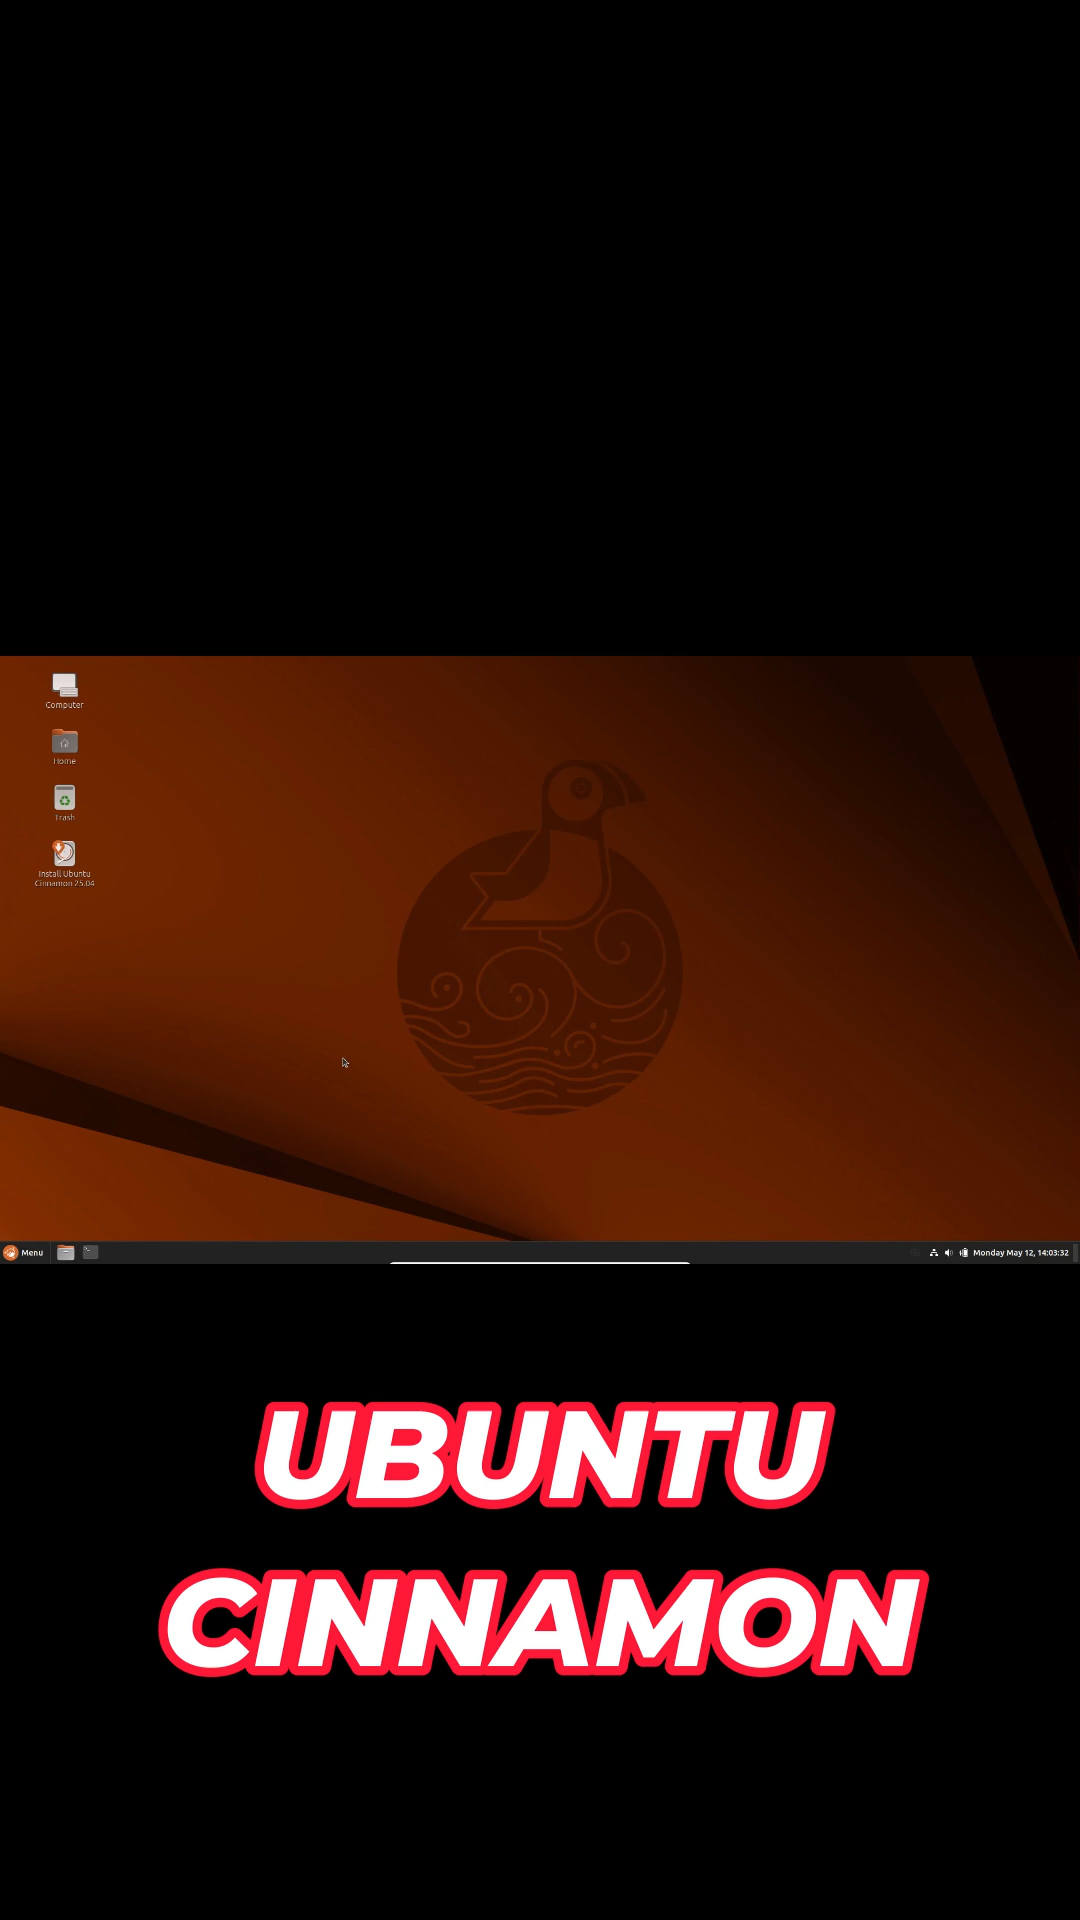 Computer
Home
Trash
Install Ubuntu
Cinnamon 25.04
Menu
Monday May 12, 14:03:32
UBUNTU
CINNAMON